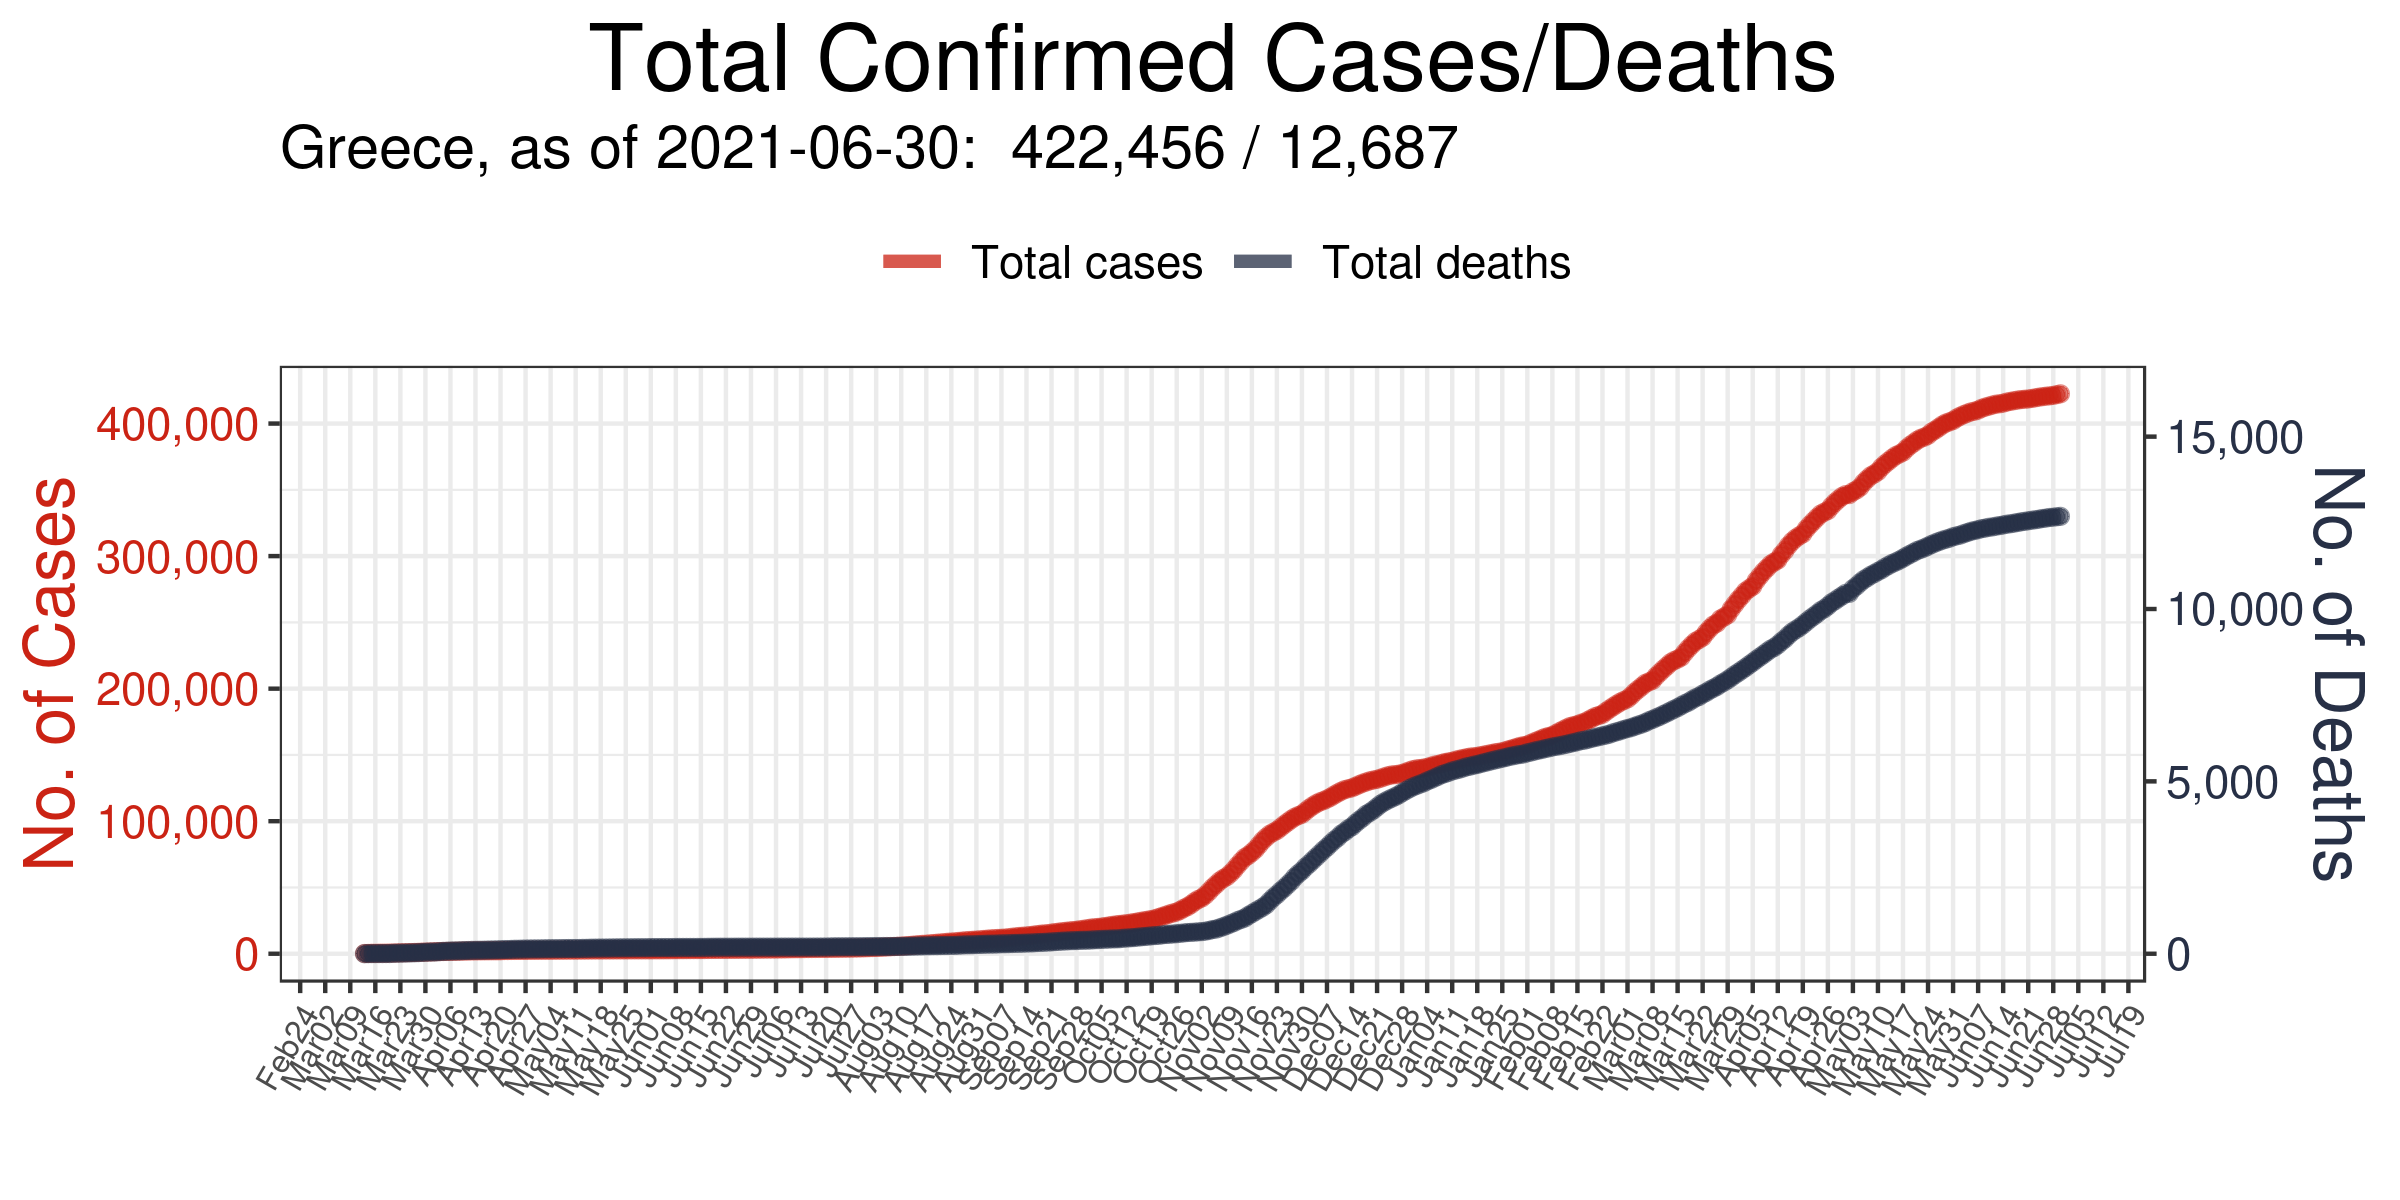 Total Confirmed Cases/Deaths
Greece, as of 2021-06-30:  422,456 / 12,687
Total cases
Total deaths
No. of Cases
400,000
300,000
200,000
100,000
0
15,000
10,000
5,000
0
No. of Deaths
Feb24
Mar02
Mar09
Mar16
Mar23
Mar30
Apr06
Apr13
Apr20
Apr27
May04
May11
May18
May25
Jun01
Jun08
Jun15
Jun22
Jun29
Jul06
Jul13
Jul20
Jul27
Aug03
Aug10
Aug17
Aug24
Aug31
Sep07
Sep14
Sep21
Sep28
Oct05
Oct12
Oct19
Oct26
Nov02
Nov09
Nov16
Nov23
Nov30
Dec07
Dec14
Dec21
Dec28
Jan04
Jan11
Jan18
Jan25
Feb01
Feb08
Feb15
Feb22
Mar01
Mar08
Mar15
Mar22
Mar29
Apr05
Apr12
Apr19
Apr26
May03
May10
May17
May24
May31
Jun07
Jun14
Jun21
Jun28
Jul05
Jul12
Jul19